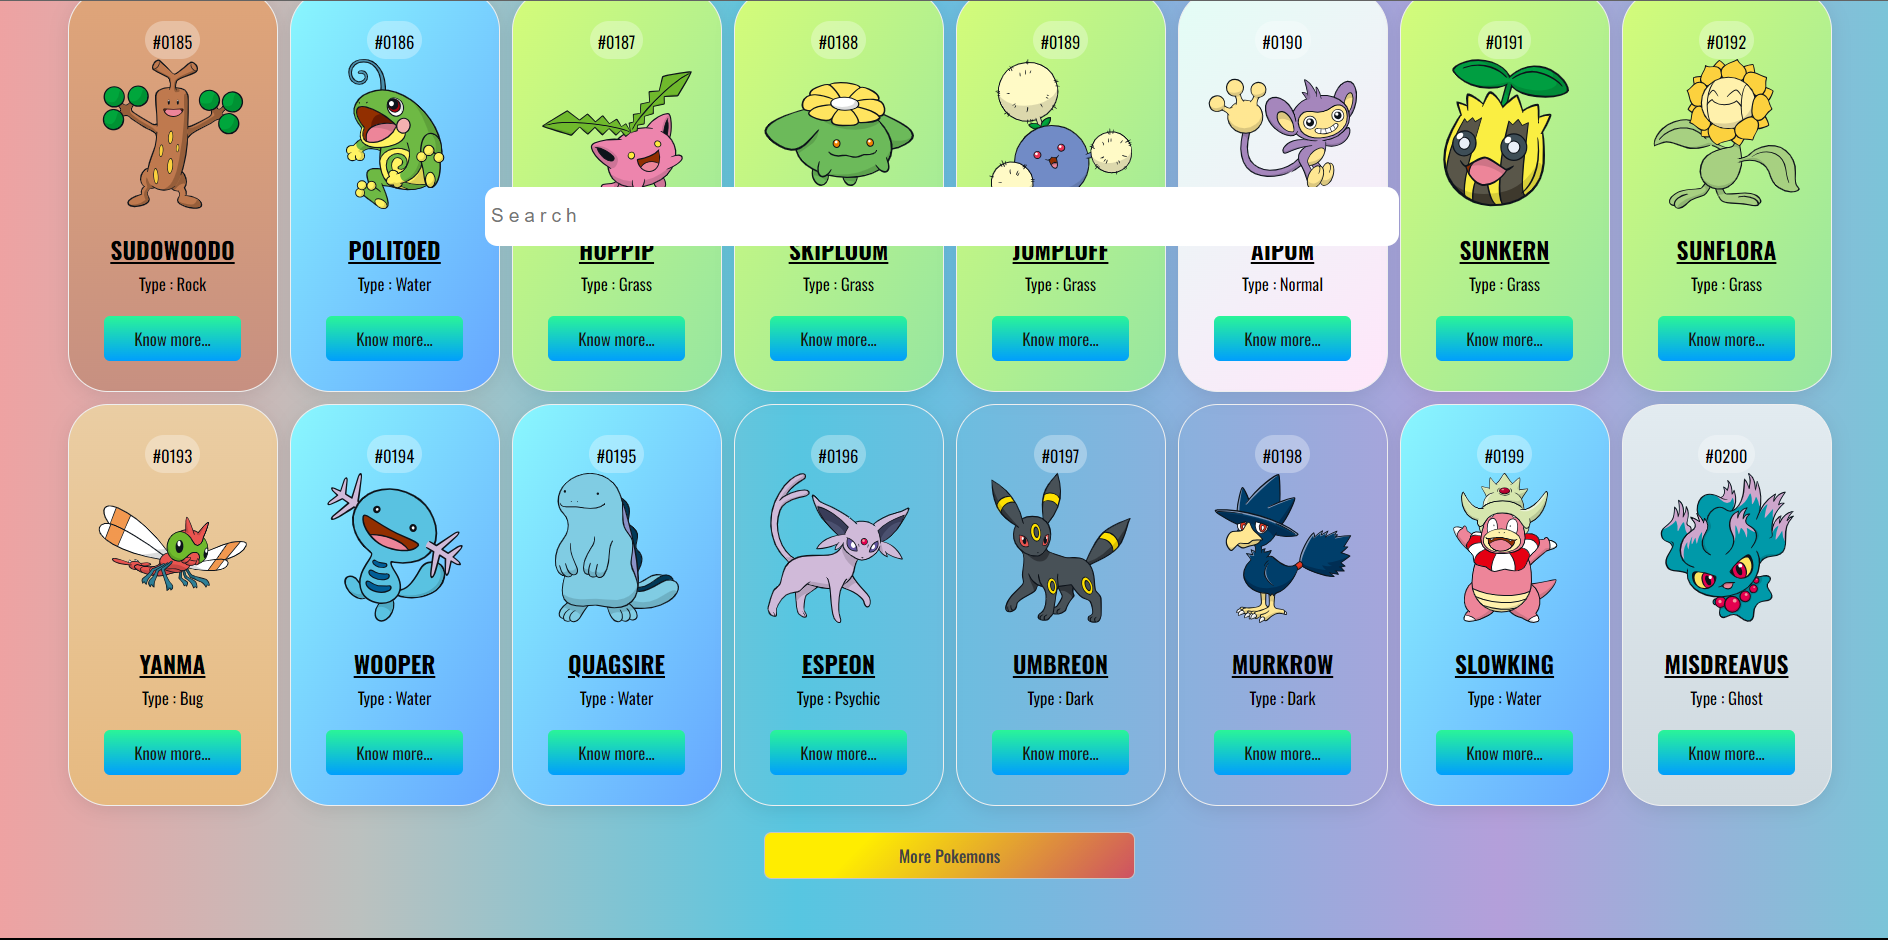 #0185 #0186 #0187 #0188 #0189 #0190 #0191 #0192
Search
SUDOWOODO POLITOED HOPPIP SKIPLOOM JUMPLUFF AIPOM SUNKERN SUNFLORA
Type : Rock Type : Water Type : Grass Type : Grass Type : Grass Type : Normal Type : Grass Type : Grass
Know more... Know more... Know more... Know more... Know more... Know more... Know more... Know more...
#0193 #0194 #0195 #0196 #0197 #0198 #0199 #0200
YANMA WOOPER QUAGSIRE ESPEON UMBREON MURKROW SLOWKING MISDREAVUS
Type : Bug Type : Water Type : Water Type : Psychic Type : Dark Type : Dark Type : Water Type : Ghost
Know more... Know more... Know more... Know more... Know more... Know more... Know more... Know more...
More Pokemons